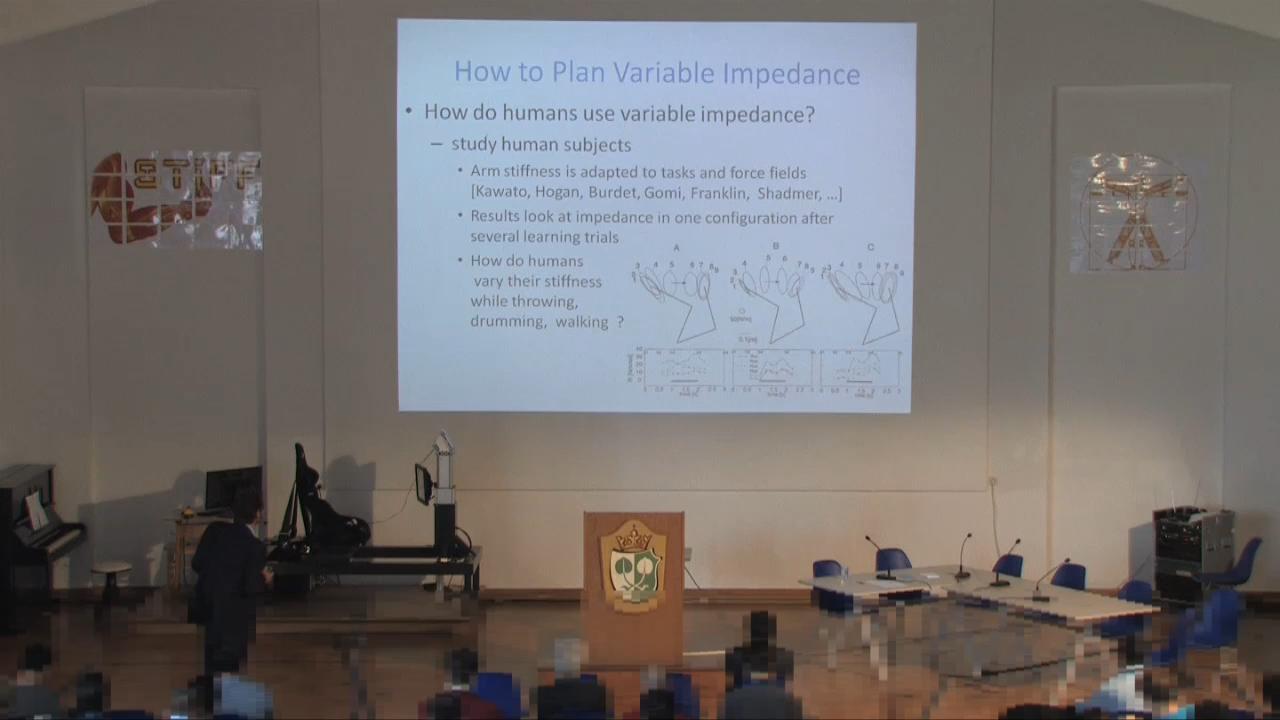 How to Plan Variable Impedance
• How do humans use variable impedance?
– study human subjects
• Arm stiffness is adapted to tasks and force fields
[Kawato, Hogan, Burdet, Gomi, Franklin, Shadmer, ...]
• Results look at impedance in one configuration after
several learning trials
• How do humans
vary their stiffness
while throwing,
drumming, walking ?
A B C
STIFF